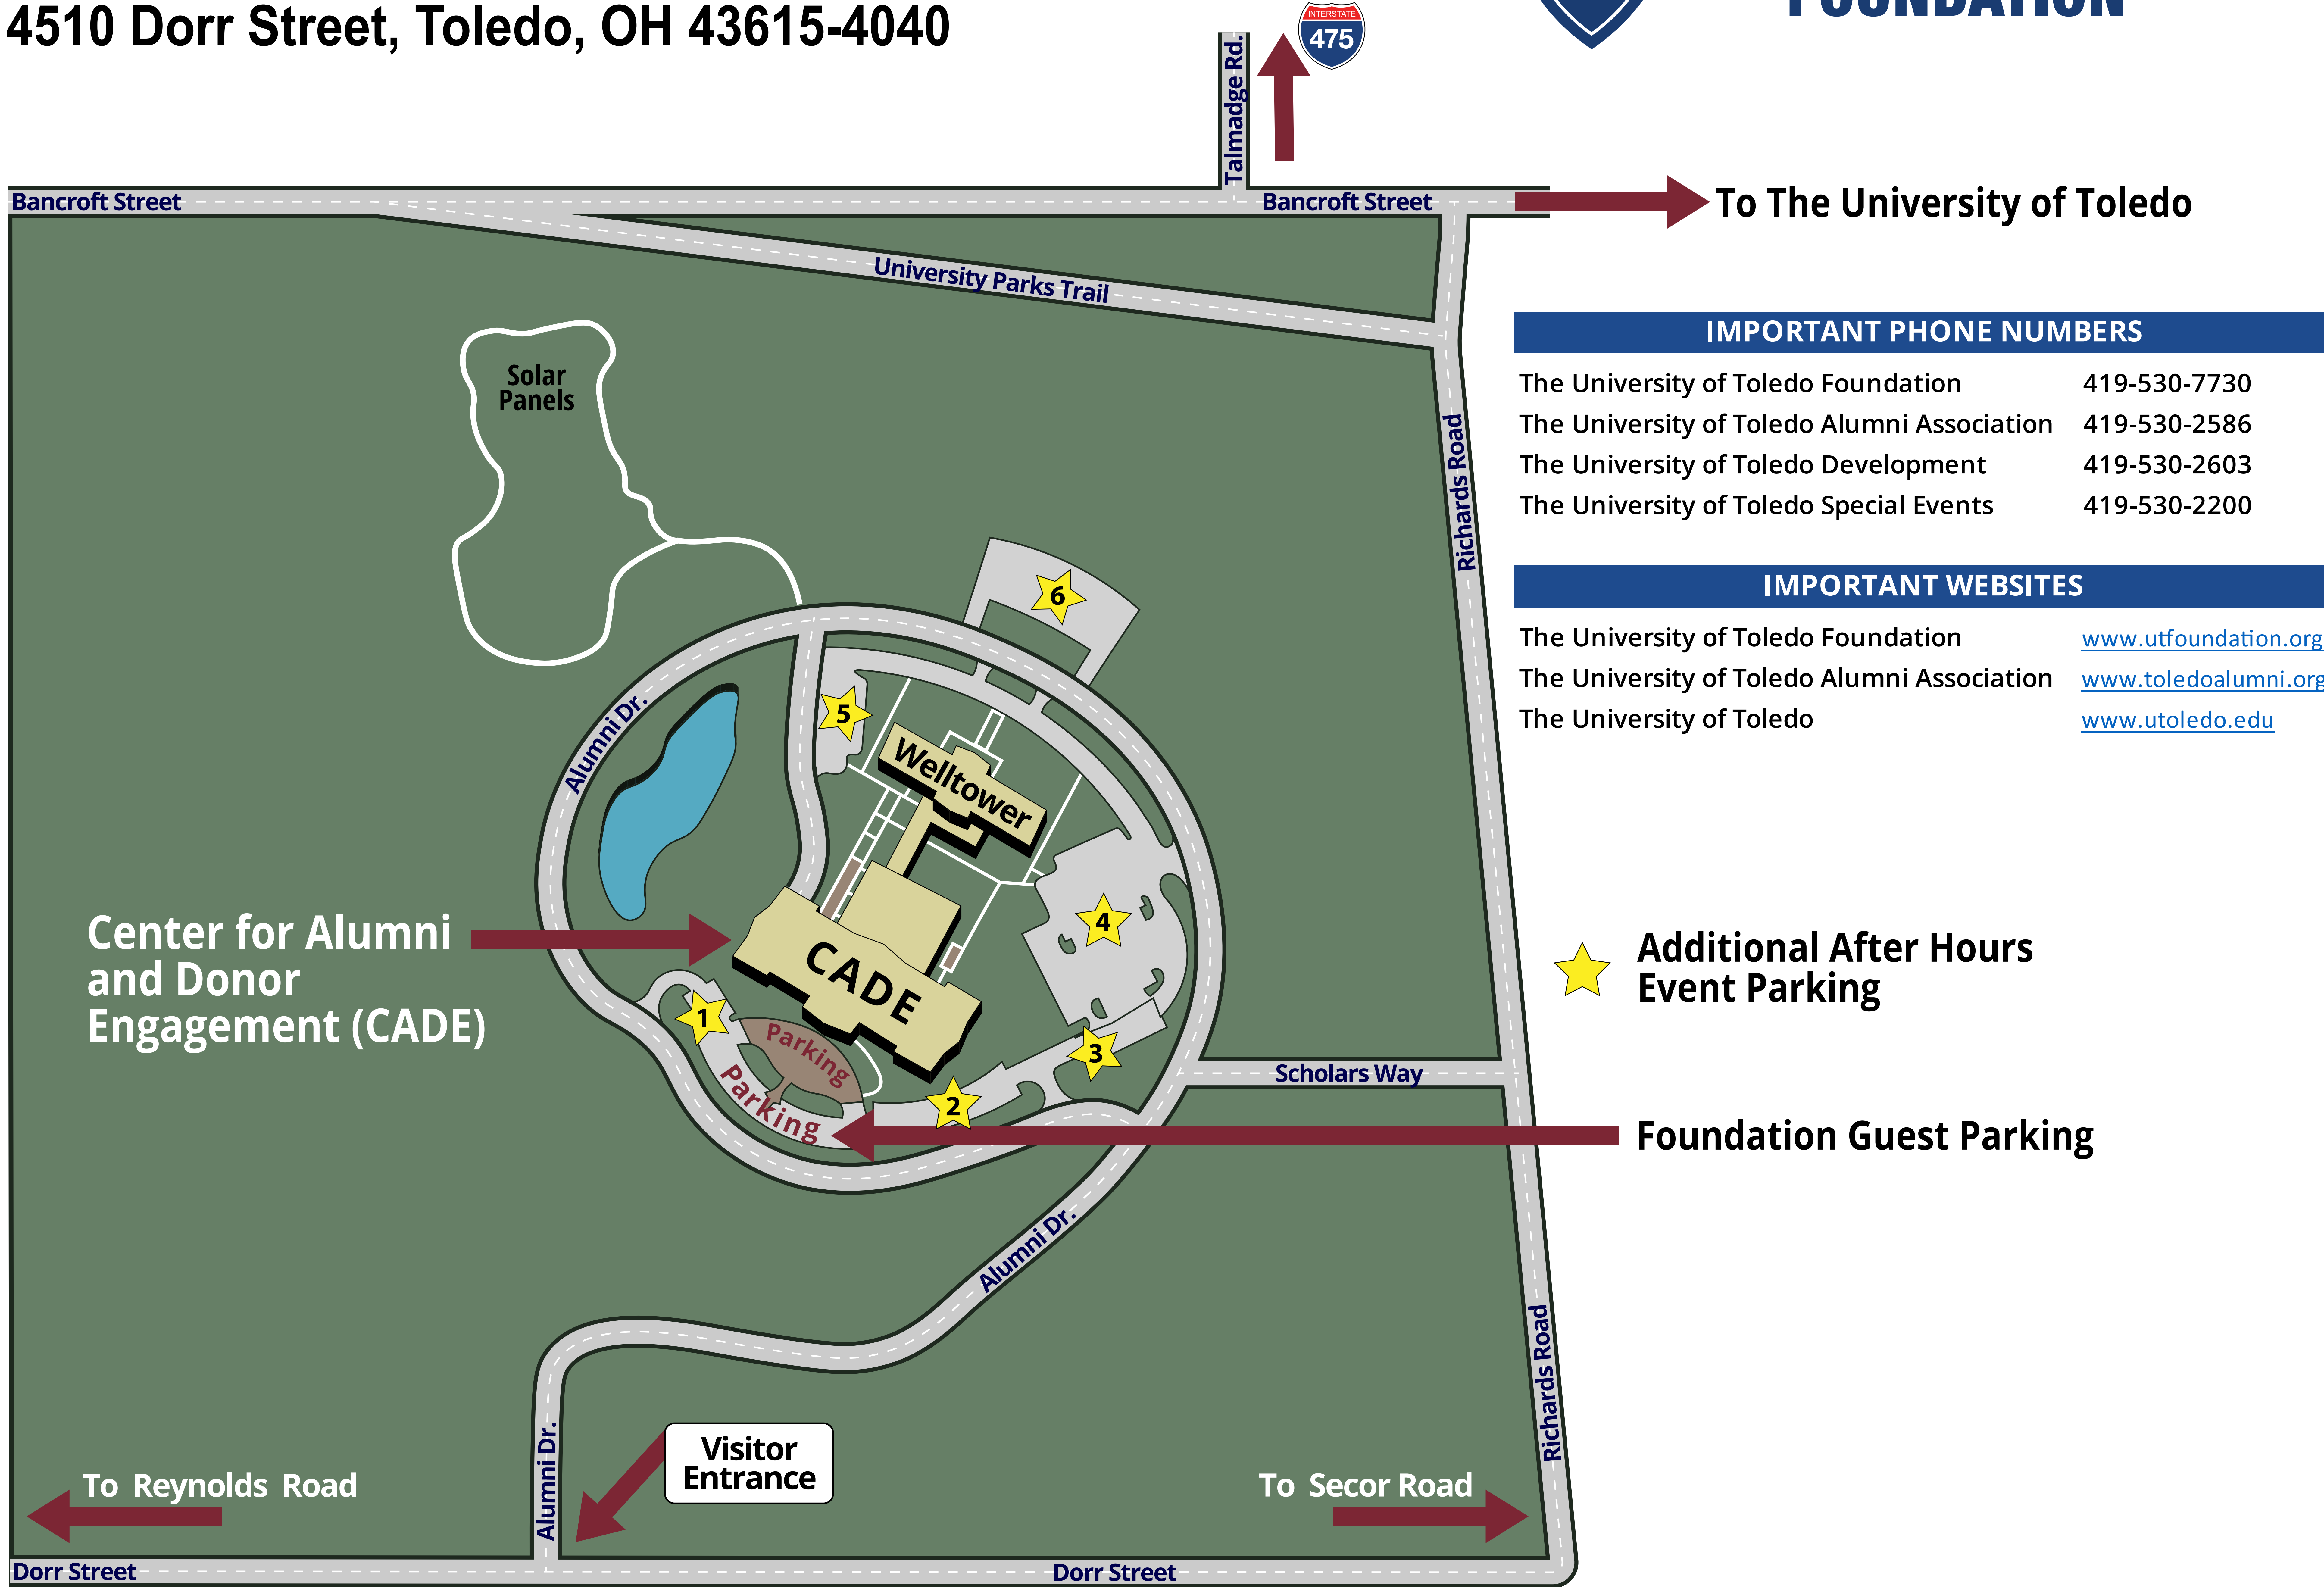 4510 Dorr Street, Toledo, OH 43615-4040
FOUNDATION
INTERSTATE
475
Talmadge Rd.
Bancroft Street
Bancroft Street
To The University of Toledo
University Parks Trail
IMPORTANT PHONE NUMBERS
The University of Toledo Foundation 419-530-7730
The University of Toledo Alumni Association 419-530-2586
The University of Toledo Development 419-530-2603
The University of Toledo Special Events 419-530-2200
IMPORTANT WEBSITES
The University of Toledo Foundation www.utfoundation.org
The University of Toledo Alumni Association www.toledoalumni.org
The University of Toledo www.utoledo.edu
Solar
Panels
Richards Road
6
5
Alumni Dr.
Welltower
4
Center for Alumni
and Donor
Engagement (CADE)
CADE
Additional After Hours
Event Parking
1
Parking
Parking
3
2
Scholars Way
Foundation Guest Parking
Alumni Dr.
Richards Road
Alumni Dr.
Visitor
Entrance
To Reynolds Road
To Secor Road
Dorr Street
Dorr Street